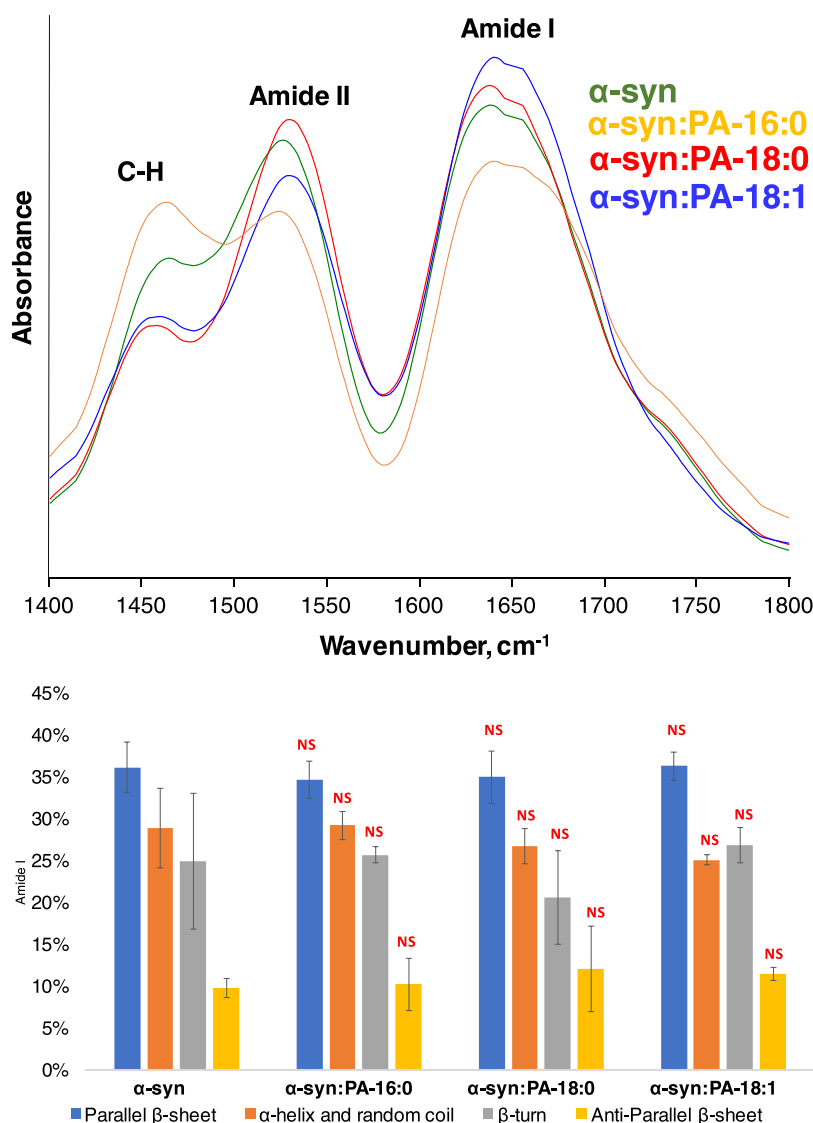 Amide I
Amide II
C-H
α-syn
α-syn:PA-16:0
α-syn:PA-18:0
α-syn:PA-18:1
Absorbance
1400 1450 1500 1550 1600 1650 1700 1750 1800
Wavenumber, cm-1
45%
40%
35%
30%
25%
20%
15%
10%
5%
0%
Amide I
NS NS NS NS
NS NS NS NS
NS NS NS NS
α-syn α-syn:PA-16:0 α-syn:PA-18:0 α-syn:PA-18:1
Parallel β-sheet α-helix and random coil β-turn Anti-Parallel β-sheet